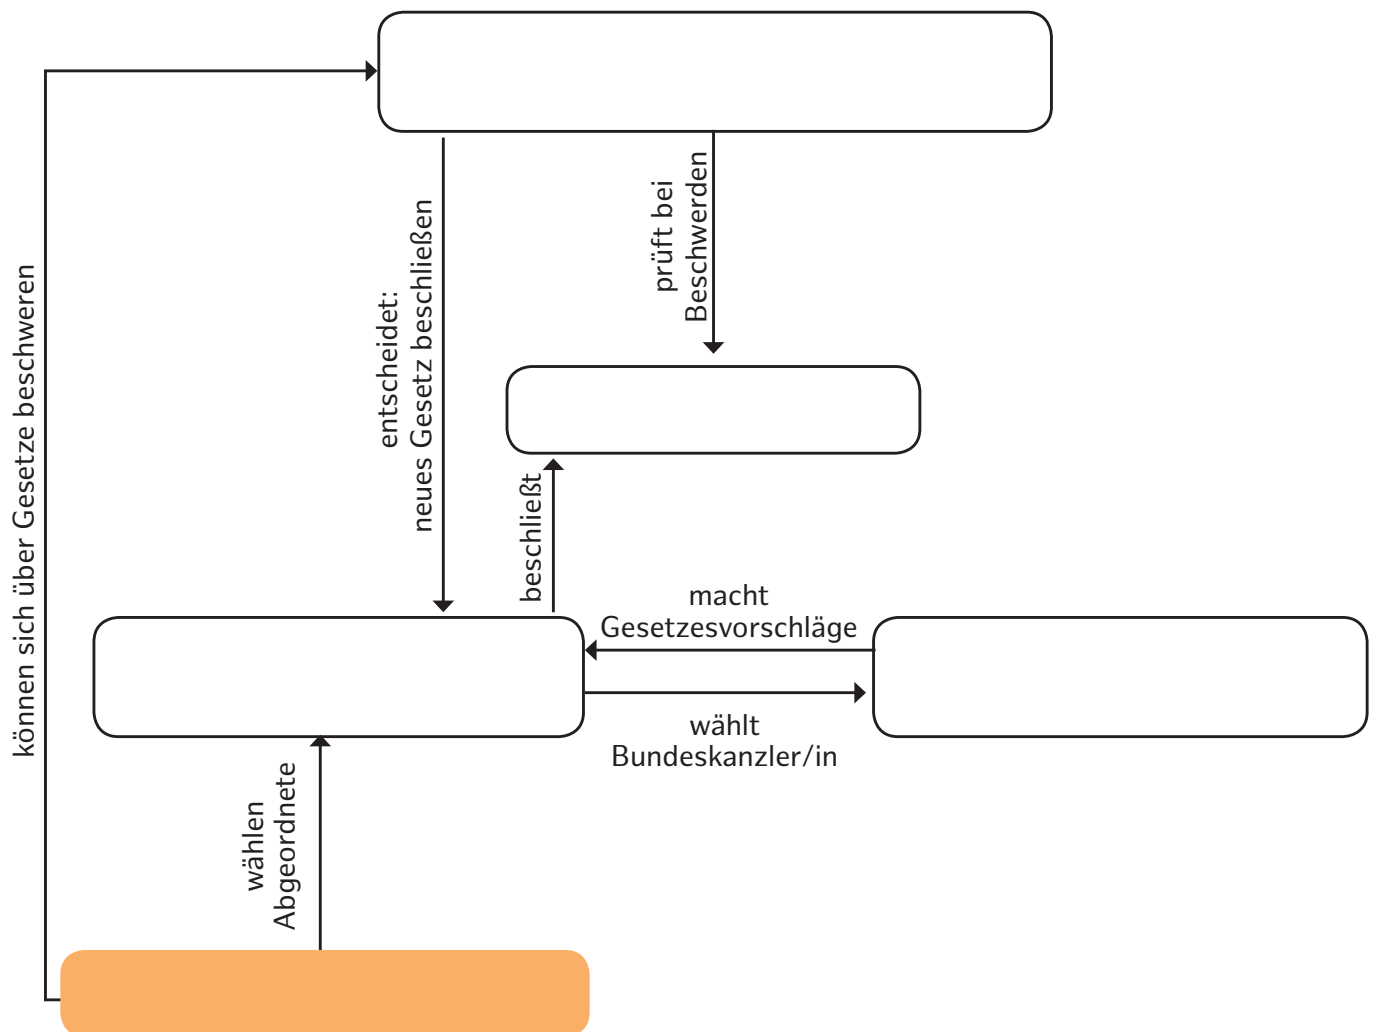 können sich über Gesetze beschweren
entscheidet:
neues Gesetz beschließen
prüft bei
Beschwerden
beschließt
macht
Gesetzesvorschläge
wählt
Bundeskanzler/in
wählen
Abgeordnete